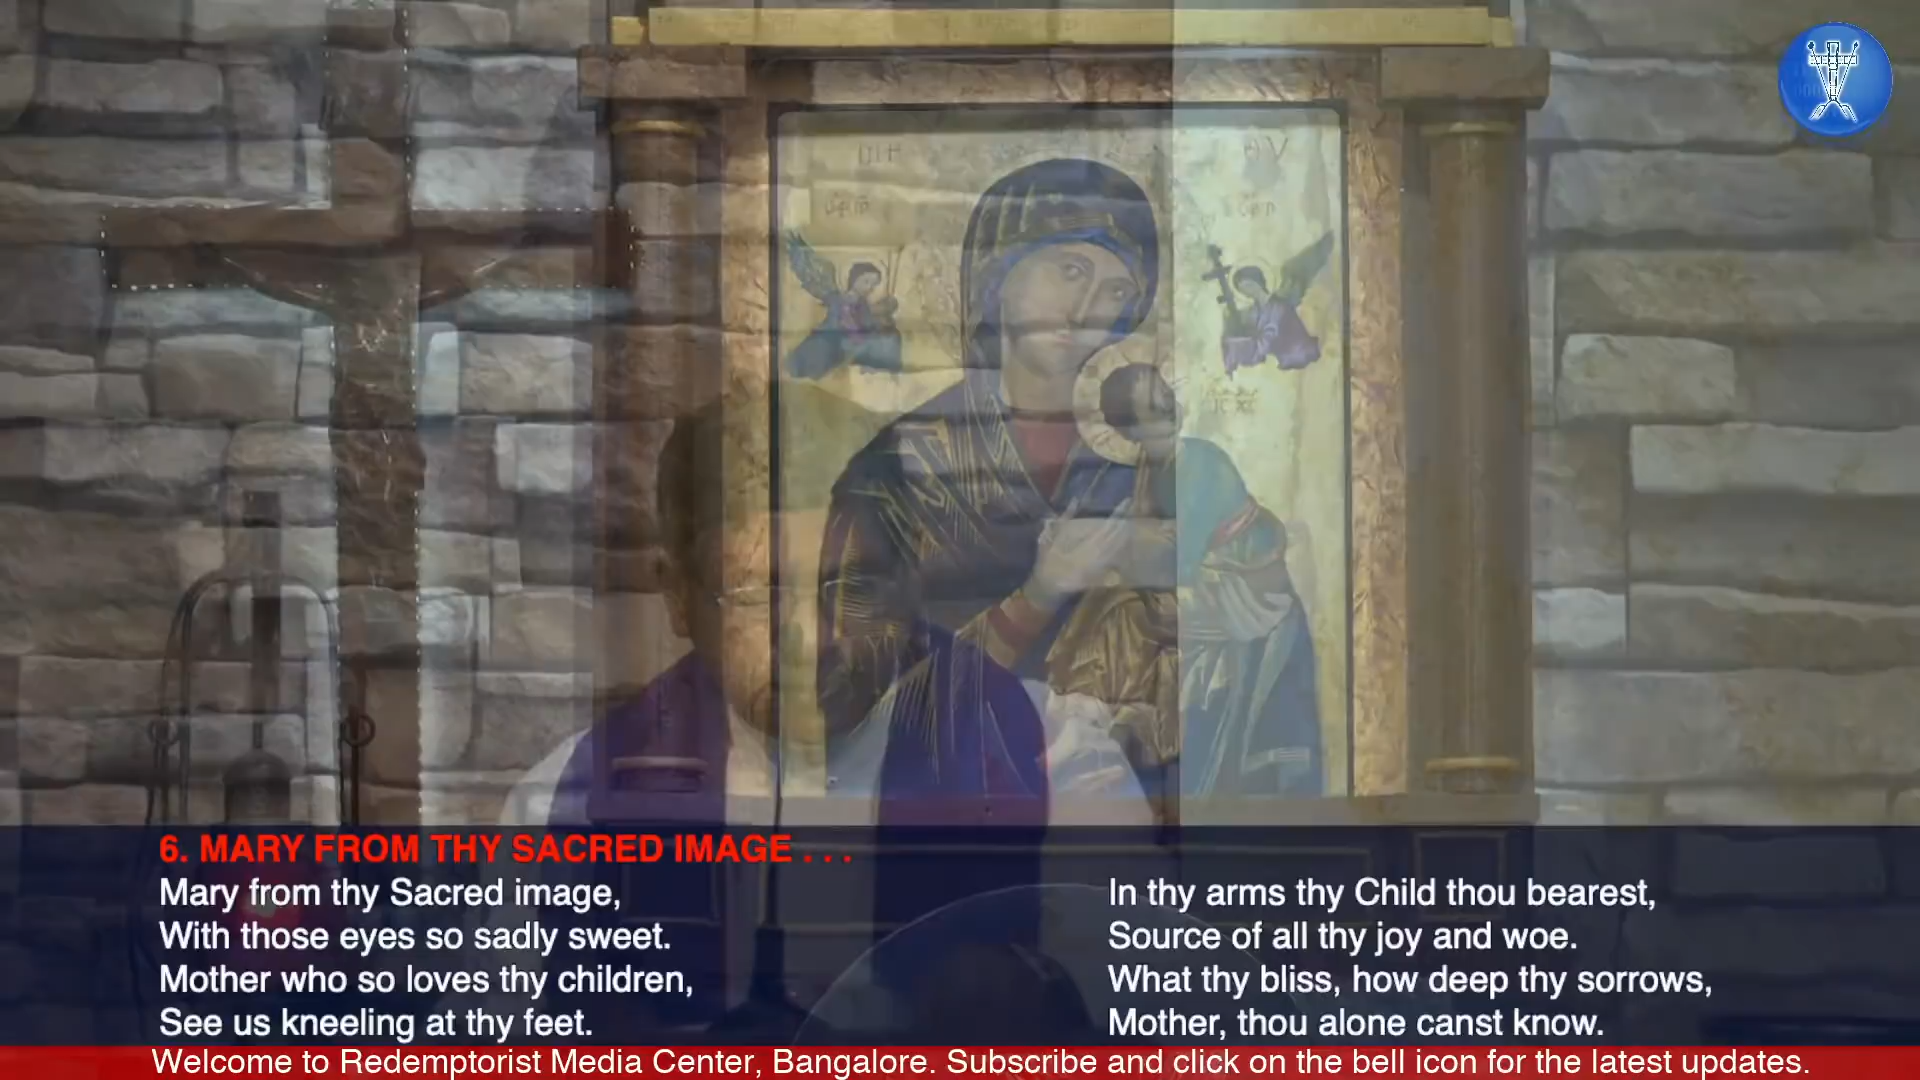 6. MARY FROM THY SACRED IMAGE . . .
Mary from thy Sacred image,
With those eyes so sadly sweet.
Mother who so loves thy children,
See us kneeling at thy feet.
In thy arms thy Child thou bearest,
Source of all thy joy and woe.
What thy bliss, how deep thy sorrows,
Mother, thou alone canst know.
Welcome to Redemptorist Media Center, Bangalore. Subscribe and click on the bell icon for the latest updates.